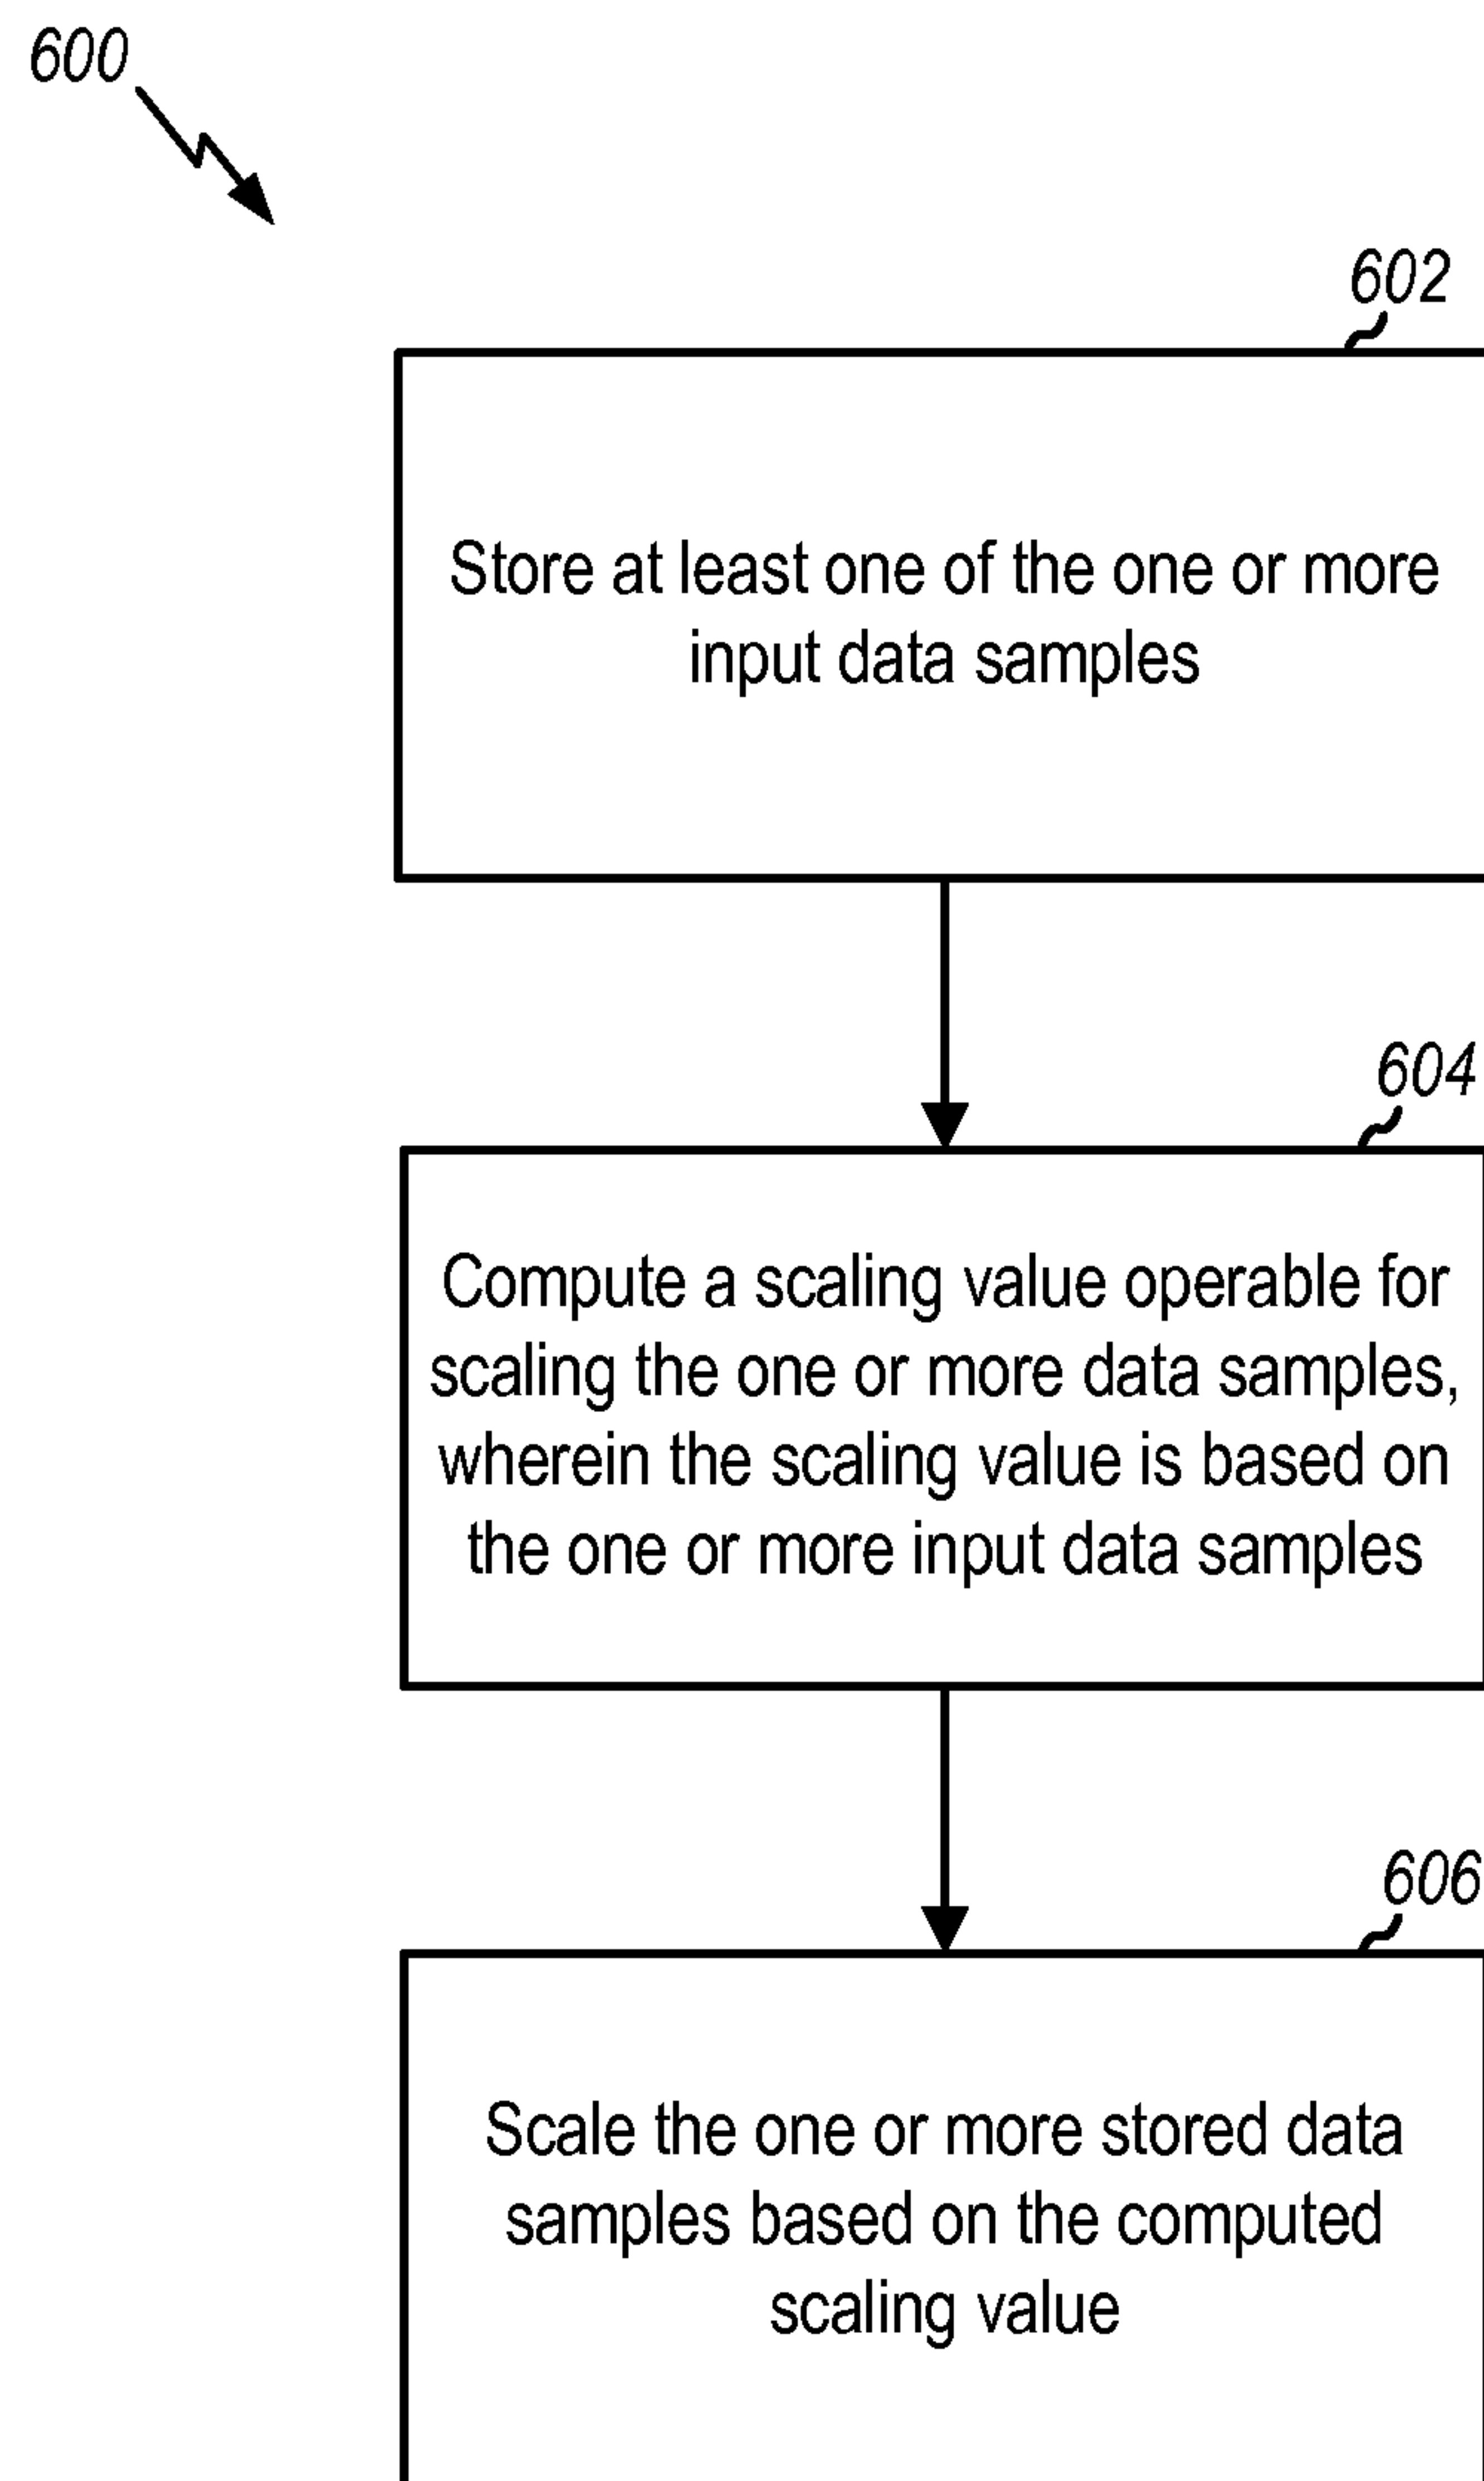 600
602
Store at least one of the one or more
input data samples
604
Compute a scaling value operable for
scaling the one or more data samples,
wherein the scaling value is based on
the one or more input data samples
606
Scale the one or more stored data
samples based on the computed
scaling value